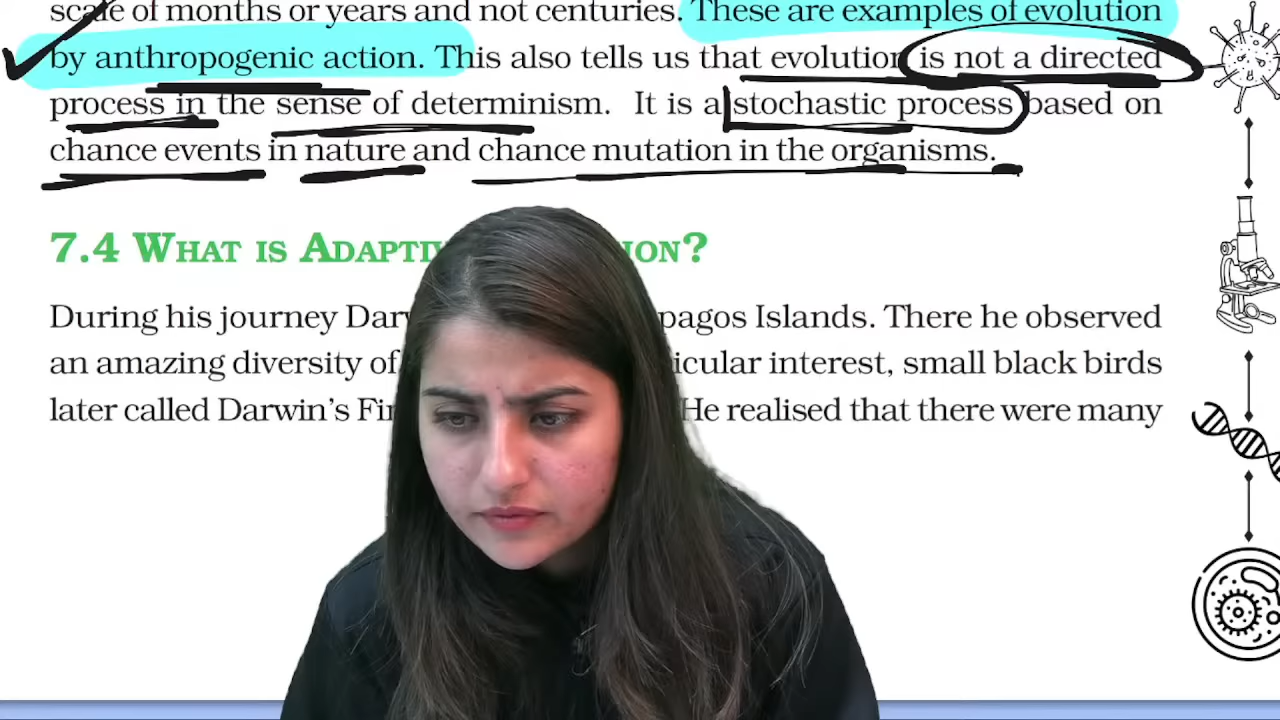 scale of months or years and not centuries. These are examples of evolution
by anthropogenic action. This also tells us that evolution is not a directed
process in the sense of determinism. It is a stochastic process based on
chance events in nature and chance mutation in the organisms.
7.4 WHAT IS ADAPTI ION?
During his journey Dar pagos Islands. There he observed
an amazing diversity of icular interest, small black birds
later called Darwin's Fin He realised that there were many